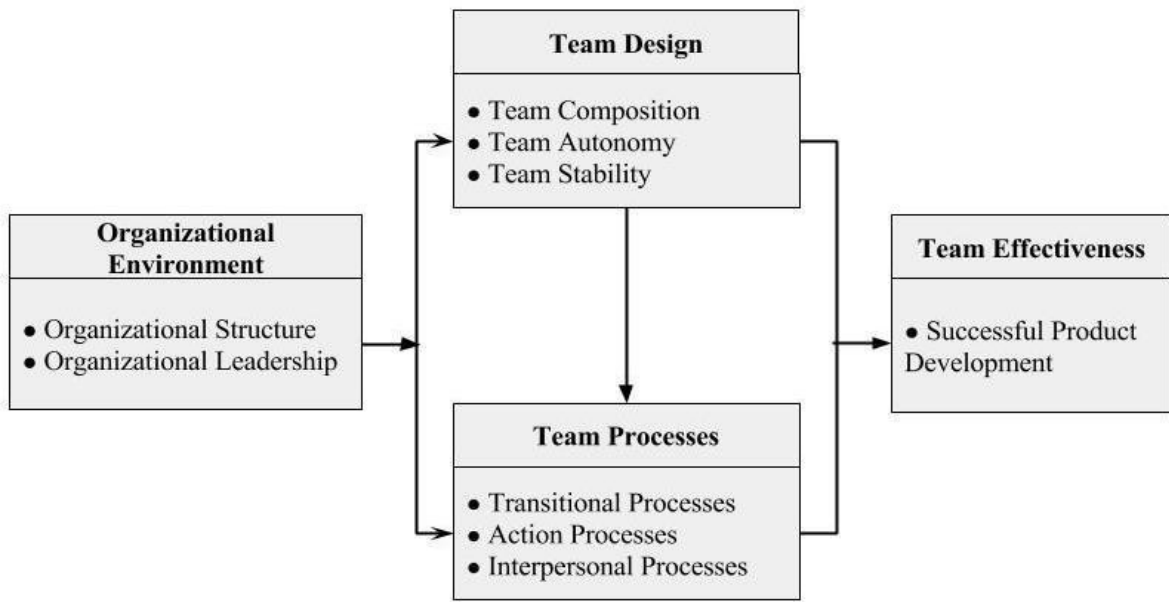 Team Design
● Team Composition
● Team Autonomy
● Team Stability
Organizational
Environment
● Organizational Structure
● Organizational Leadership
Team Effectiveness
● Successful Product
Development
Team Processes
● Transitional Processes
● Action Processes
● Interpersonal Processes